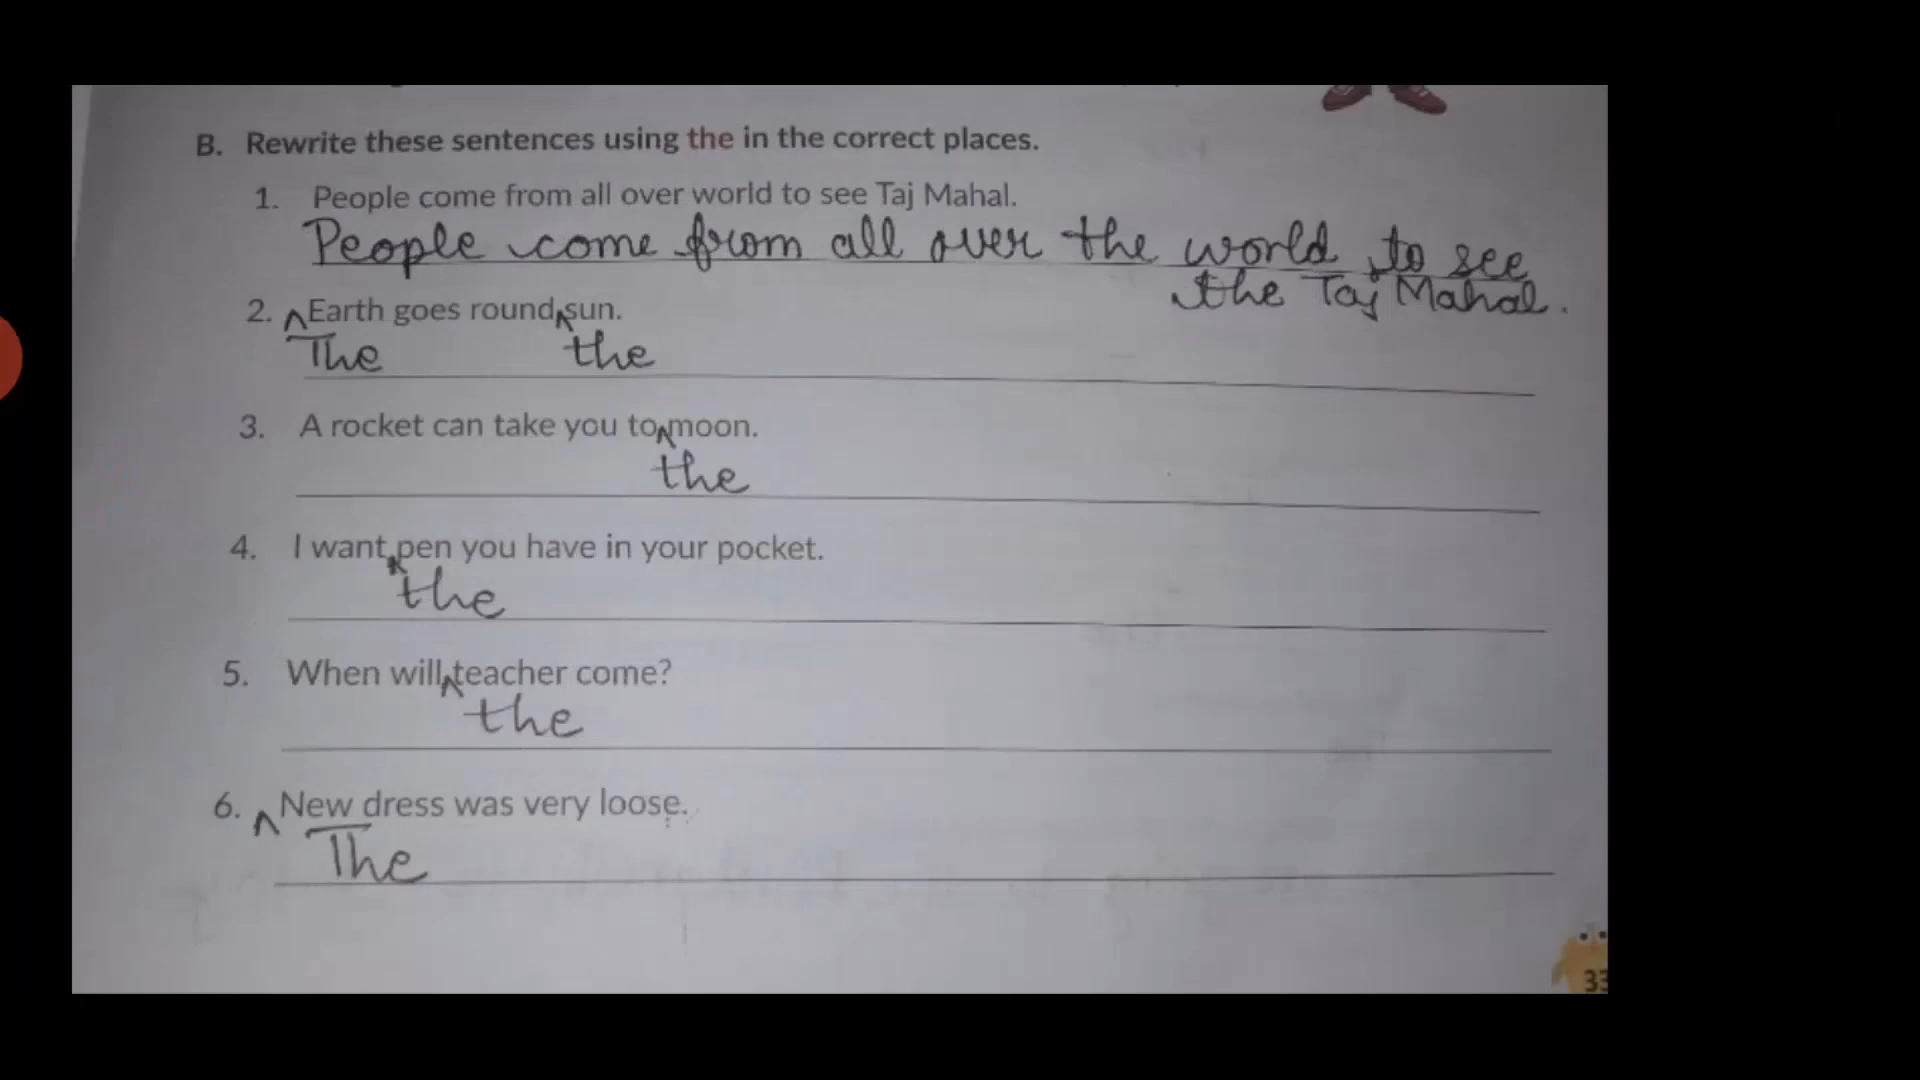 B. Rewrite these sentences using the in the correct places.
1. People come from all over world to see Taj Mahal.
People come from all over the world to see
the Taj Mahal.
2. ^ Earth goes round ^ sun.
The the
3. A rocket can take you to ^ moon.
the
4. I want ^ pen you have in your pocket.
the
5. When will ^ teacher come?
the
6. ^ New dress was very loose.
The
33